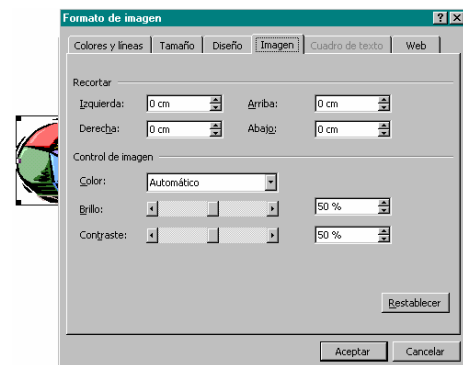 Formato de imagen
Colores y líneas Tamaño Diseño Imagen Cuadro de texto Web
Recortar
Izquierda: 0 cm Arriba: 0 cm
Derecha: 0 cm Abajo: 0 cm
Control de imagen
Color: Automático
Brillo: 50 %
Contraste: 50 %
Restablecer
Aceptar Cancelar